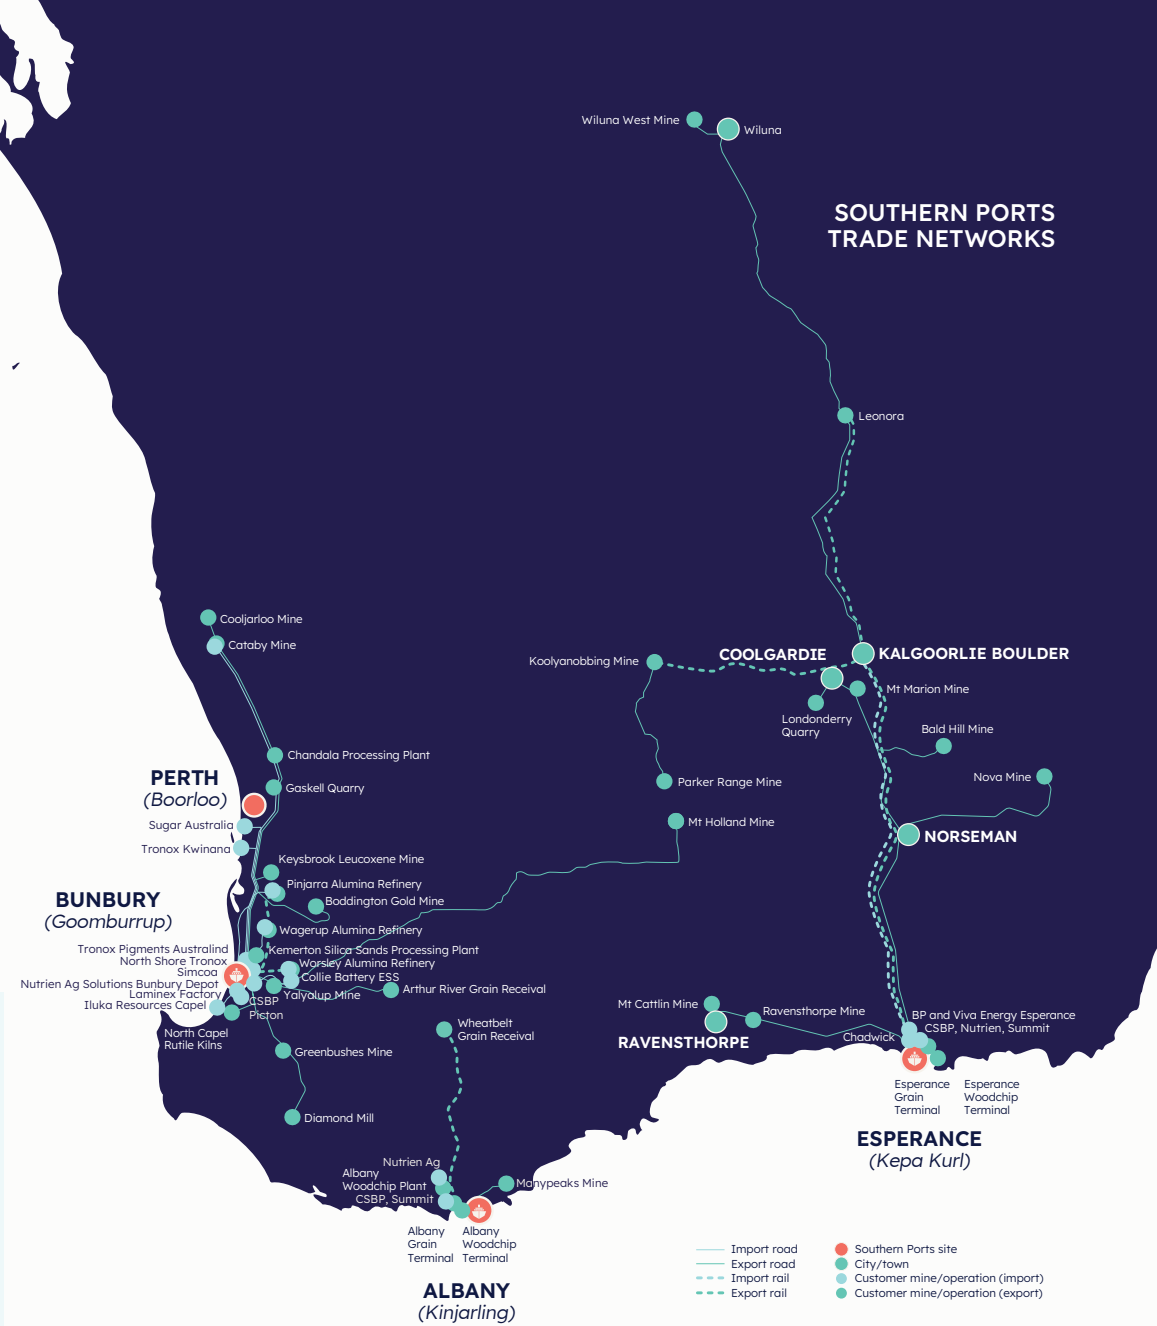 Wiluna West Mine
Wiluna
SOUTHERN PORTS
TRADE NETWORKS
Leonora
Cooljarloo Mine
Cataby Mine
COOLGARDIE
KALGOORLIE BOULDER
Koolyanobbing Mine
Mt Marion Mine
Londonderry
Quarry
Bald Hill Mine
Chandala Processing Plant
Nova Mine
PERTH
(Boorloo)
Gaskell Quarry
Parker Range Mine
Sugar Australia
Mt Holland Mine
NORSEMAN
Tronox Kwinana
Keysbrook Leucoxene Mine
Pinjarra Alumina Refinery
BUNBURY
(Goomburrup)
Boddington Gold Mine
Wagerup Alumina Refinery
Tronox Pigments Australind
Kemerton Silica Sands Processing Plant
North Shore Tronox
Worsley Alumina Refinery
Simcoa
Collie Battery ESS
Nutrien Ag Solutions Bunbury Depot
Arthur River Grain Receival
Laminex Factory
Yalyalup Mine
Iluka Resources Capel
CSBP
Picton
North Capel
Rutile Kilns
Mt Cattlin Mine
Ravensthorpe Mine
BP and Viva Energy Esperance
CSBP, Nutrien, Summit
Wheatbelt
Grain Receival
RAVENSTHORPE
Chadwick
Greenbushes Mine
Esperance
Grain
Terminal
Esperance
Woodchip
Terminal
Diamond Mill
ESPERANCE
(Kepa Kurl)
Nutrien Ag
Albany
Woodchip Plant
CSBP, Summit
Manypeaks Mine
Albany
Grain
Terminal
Albany
Woodchip
Terminal
ALBANY
(Kinjarling)
Import road
Export road
Import rail
Export rail
Southern Ports site
City/town
Customer mine/operation (import)
Customer mine/operation (export)